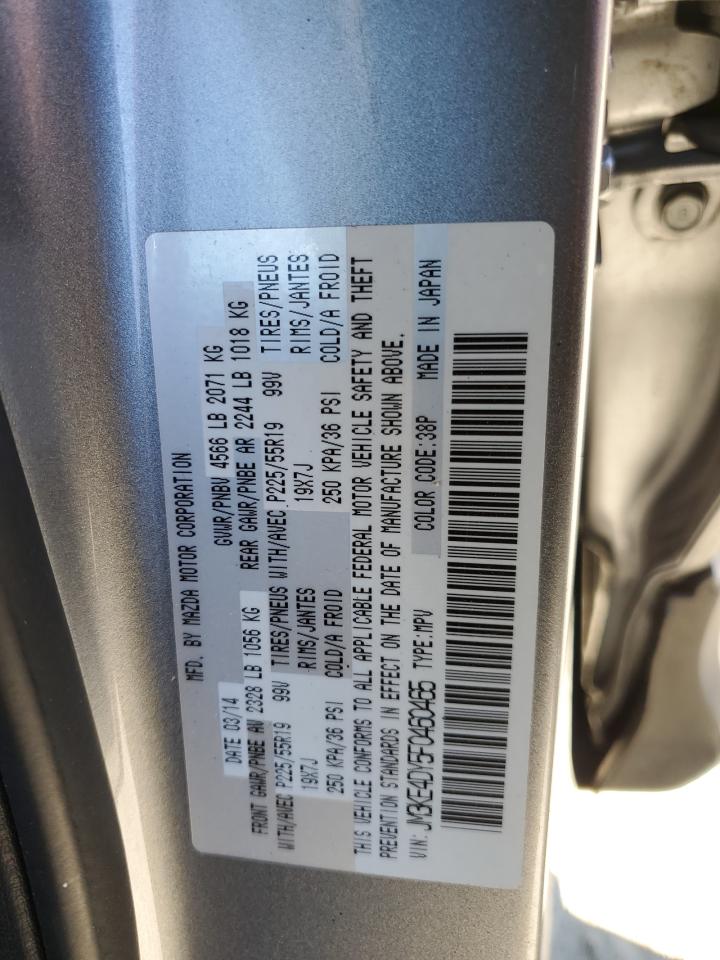 MFD. BY MAZDA MOTOR CORPORATION
DATE 03/14 GVWR/PNBV 4566 LB 2071 KG
FRONT GAWR/PNBE AV 2328 LB 1056 KG REAR GAWR/PNBE AR 2244 LB 1018 KG
WITH/AVEC P225/55R19 99V TIRES/PNEUS WITH/AVEC P225/55R19 99V TIRES/PNEUS
19X7J RIMS/JANTES 19X7J RIMS/JANTES
250 KPA/36 PSI COLD/A FROID 250 KPA/36 PSI COLD/A FROID
THIS VEHICLE CONFORMS TO ALL APPLICABLE FEDERAL MOTOR VEHICLE SAFETY AND THEFT
PREVENTION STANDARDS IN EFFECT ON THE DATE OF MANUFACTURE SHOWN ABOVE.
VIN: JM3KE4DY5F0460465 TYPE:MPV COLOR CODE:38P MADE IN JAPAN